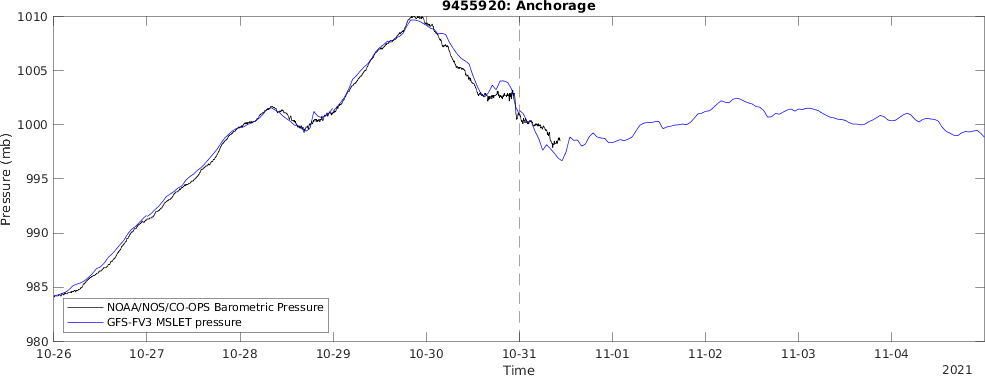 9455920: Anchorage
Pressure (mb)
1010
1005
1000
995
990
985
980
NOAA/NOS/CO-OPS Barometric Pressure
GFS-FV3 MSLET pressure
10-26 10-27 10-28 10-29 10-30 10-31 11-01 11-02 11-03 11-04
Time
2021